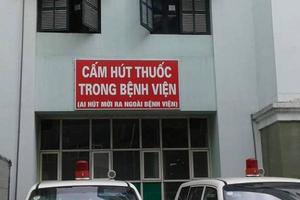 CẤM HÚT THUỐC
TRONG BỆNH VIỆN
(AI HÚT MỜI RA NGOÀI BỆNH VIỆN)